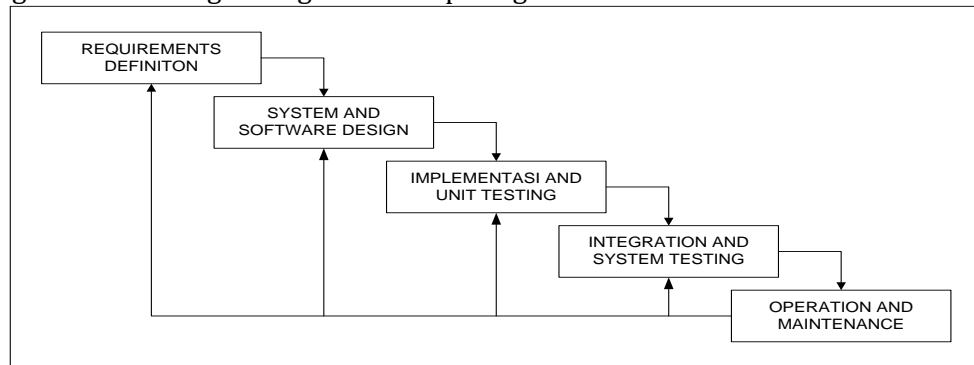 REQUIREMENTS
DEFINITON
SYSTEM AND
SOFTWARE DESIGN
IMPLEMENTASI AND
UNIT TESTING
INTEGRATION AND
SYSTEM TESTING
OPERATION AND
MAINTENANCE